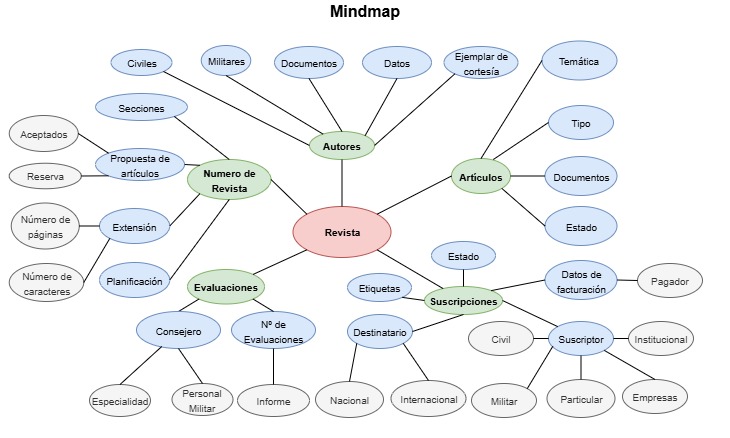 Mindmap
Civiles
Militares
Documentos
Datos
Ejemplar de
cortesía
Temática
Secciones
Aceptados
Autores
Tipo
Propuesta de
artículos
Reserva
Numero de
Revista
Artículos
Documentos
Número de
páginas
Extensión
Revista
Estado
Estado
Número de
caracteres
Planificación
Evaluaciones
Etiquetas
Suscripciones
Datos de
facturación
Pagador
Consejero
Nº de
Evaluaciones
Destinatario
Civil
Suscriptor
Institucional
Especialidad
Personal
Militar
Informe
Nacional
Internacional
Militar
Particular
Empresas